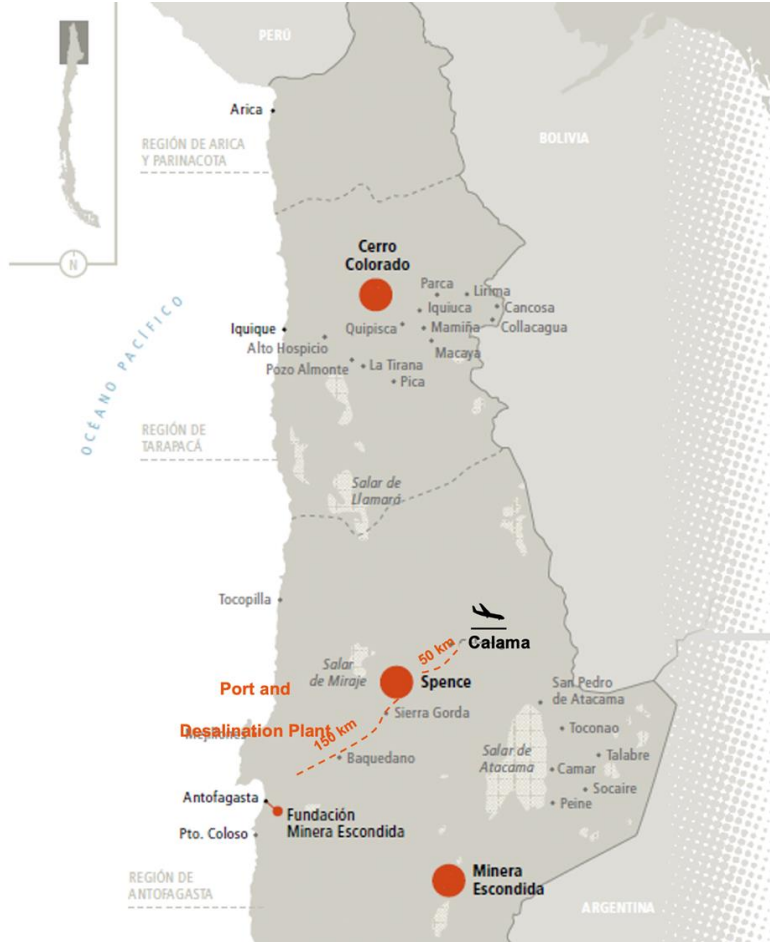 PERÚ
Arica
REGIÓN DE ARICA
Y PARINACOTA
BOLIVIA
N
OCÉANO PACÍFICO
Cerro
Colorado
Parca
Lirima
Iquiuca
Cancosa
Iquique
Quipisca
Mamiña
Collacagua
Alto Hospicio
Macaya
Pozo Almonte
La Tirana
Pica
REGIÓN DE
TARAPACÁ
Salar de
Llamará
Tocopilla
Calama
50 km
Salar
de Miraje
Spence
San Pedro
de Atacama
Port and
Sierra Gorda
Desalination Plant
Mejillones
150 km
Toconao
Baquedano
Salar de
Atacama
Talabre
Camar
Socaire
Peine
Antofagasta
Fundación
Minera Escondida
Pto. Coloso
Minera
Escondida
REGIÓN DE
ANTOFAGASTA
ARGENTINA